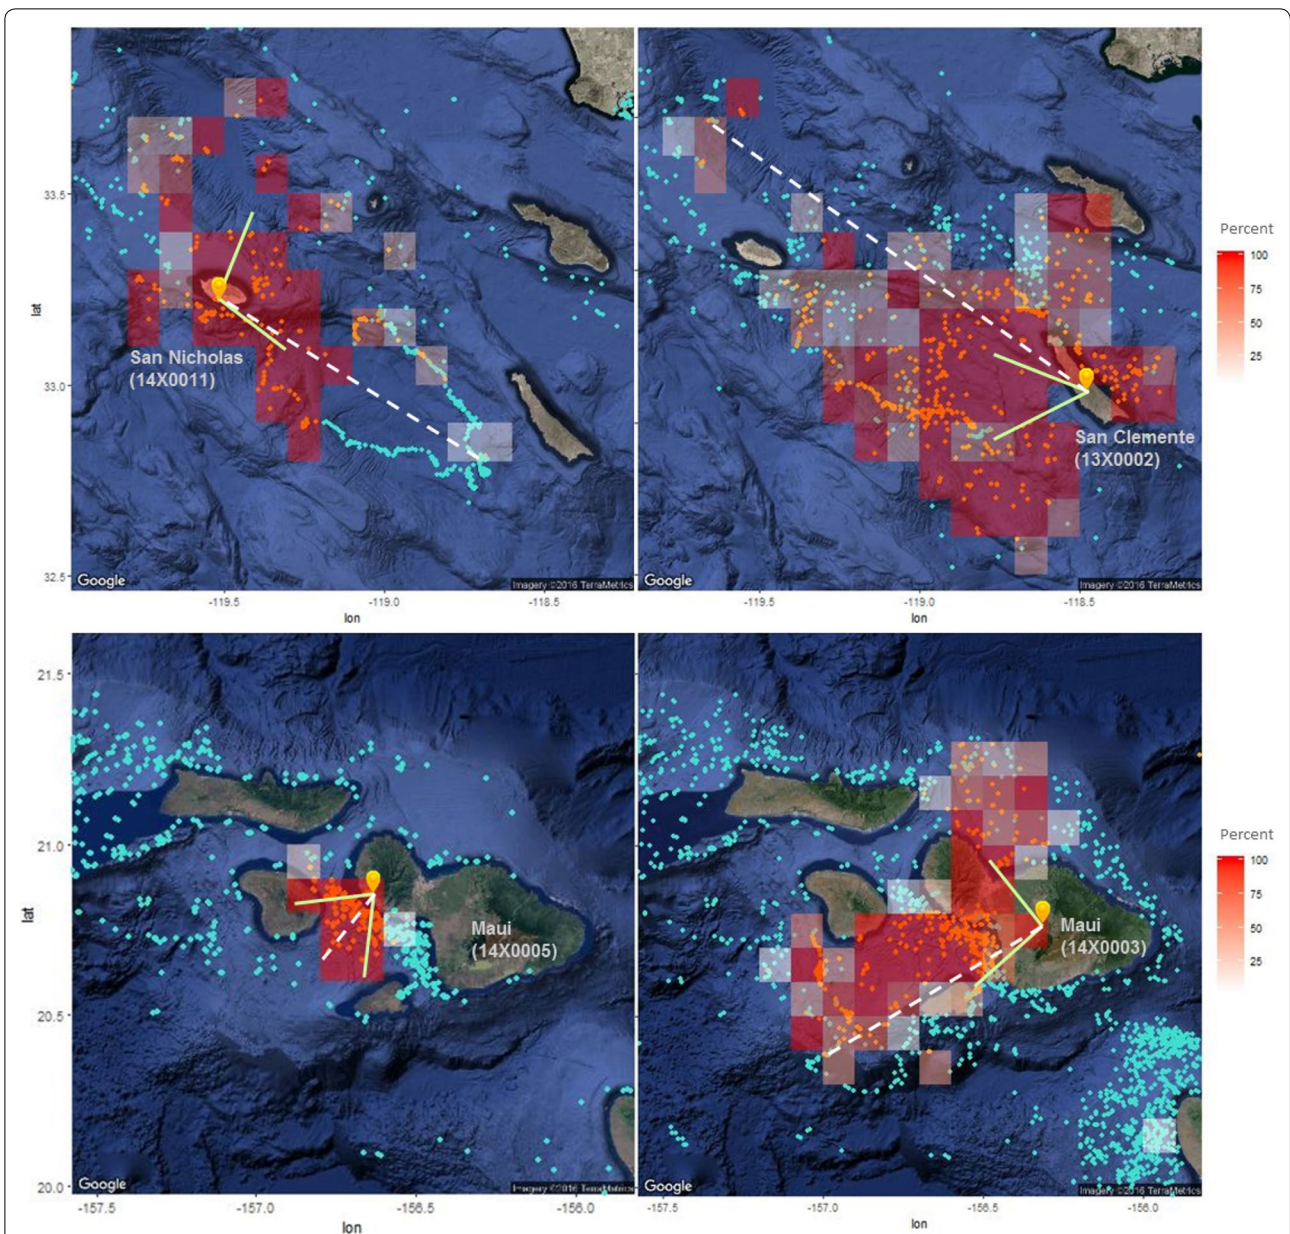 lat
33.5
33.0
32.5
San Nicholas
(14X0011)
Google
Imagery ©2016 TerraMetrics
-119.5
-119.0
-118.5
lon
San Clemente
(13X0002)
Google
Imagery ©2016 TerraMetrics
-119.5
-119.0
-118.5
lon
Percent
100
75
50
25
lat
21.5
21.0
20.5
20.0
Maui
(14X0005)
Google
Imagery ©2016 TerraMetrics
-157.5
-157.0
-156.5
-156.0
lon
Maui
(14X0003)
Google
Imagery ©2016 TerraMetrics
-157.5
-157.0
-156.5
-156.0
lon
Percent
100
75
50
25